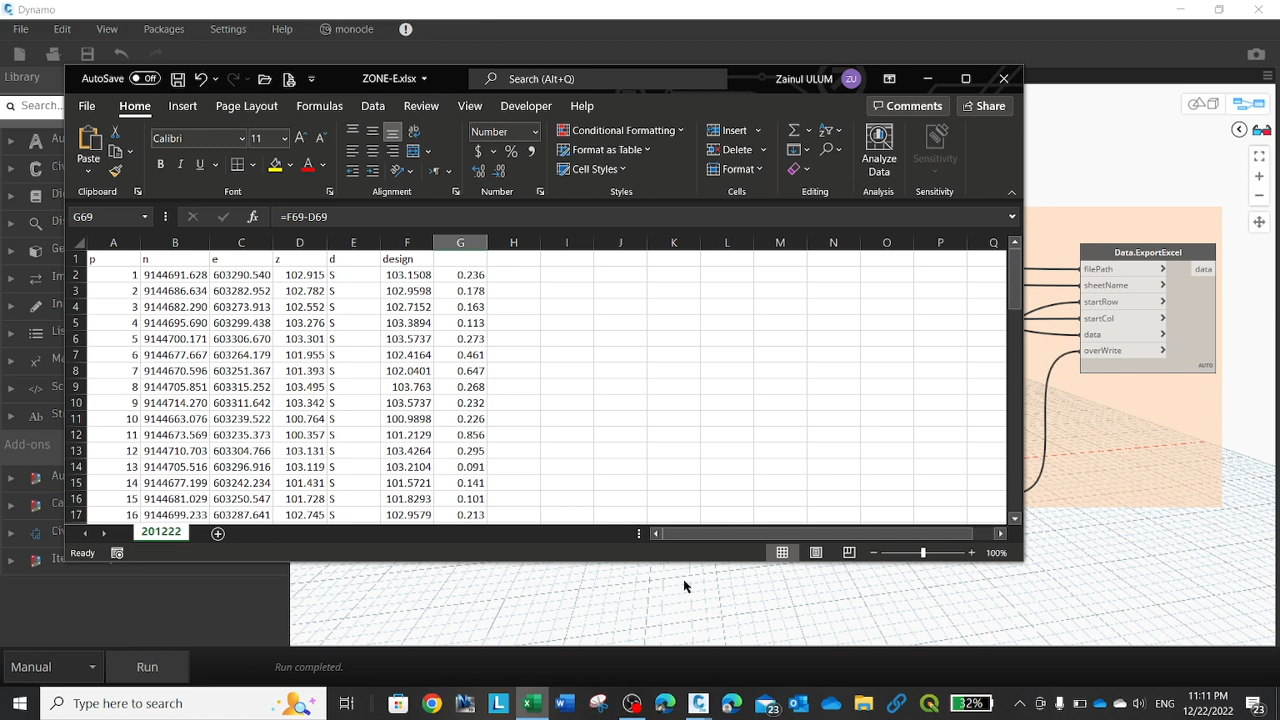 Dynamo
File Edit View Packages Settings Help monocle
Library
Search...
Add-ons
AutoSave Off ZONE-E.xlsx Search (Alt+Q) Zainul ULUM ZU
File Home Insert Page Layout Formulas Data Review View Developer Help Comments Share
Paste Calibri 11 Number Conditional Formatting Insert Analyze Data Sensitivity
B I U Format as Table Delete
A $ % Cell Styles Format
Clipboard Font Alignment Number Styles Cells Editing Analysis Sensitivity
G69 fx =F69-D69
A B C D E F G H I J K L M N O P Q
1 p n e z d design
2 1 9144691.628 603290.540 102.915 S 103.1508 0.236
3 2 9144686.634 603282.952 102.782 S 102.9598 0.178
4 3 9144682.290 603273.913 102.552 S 102.7152 0.163
5 4 9144695.690 603299.438 103.276 S 103.3894 0.113
6 5 9144700.171 603306.670 103.301 S 103.5737 0.273
7 6 9144677.667 603264.179 101.955 S 102.4164 0.461
8 7 9144670.596 603251.367 101.393 S 102.0401 0.647
9 8 9144705.851 603315.252 103.495 S 103.763 0.268
10 9 9144714.270 603311.642 103.342 S 103.5737 0.232
11 10 9144663.076 603239.522 100.764 S 100.9898 0.226
12 11 9144673.569 603235.373 100.357 S 101.2129 0.856
13 12 9144710.703 603304.766 103.131 S 103.4264 0.295
14 13 9144705.516 603296.916 103.119 S 103.2104 0.091
15 14 9144677.199 603242.234 101.431 S 101.5721 0.141
16 15 9144681.029 603250.547 101.728 S 101.8293 0.101
17 16 9144699.233 603287.641 102.745 S 102.9579 0.213
201222
Ready 100%
Data.ExportExcel
filePath > data
sheetName >
startRow >
startCol >
data >
overWrite >
AUTO
Manual Run Run completed.
Type here to search 32% 11:11 PM
12/22/2022
23
23